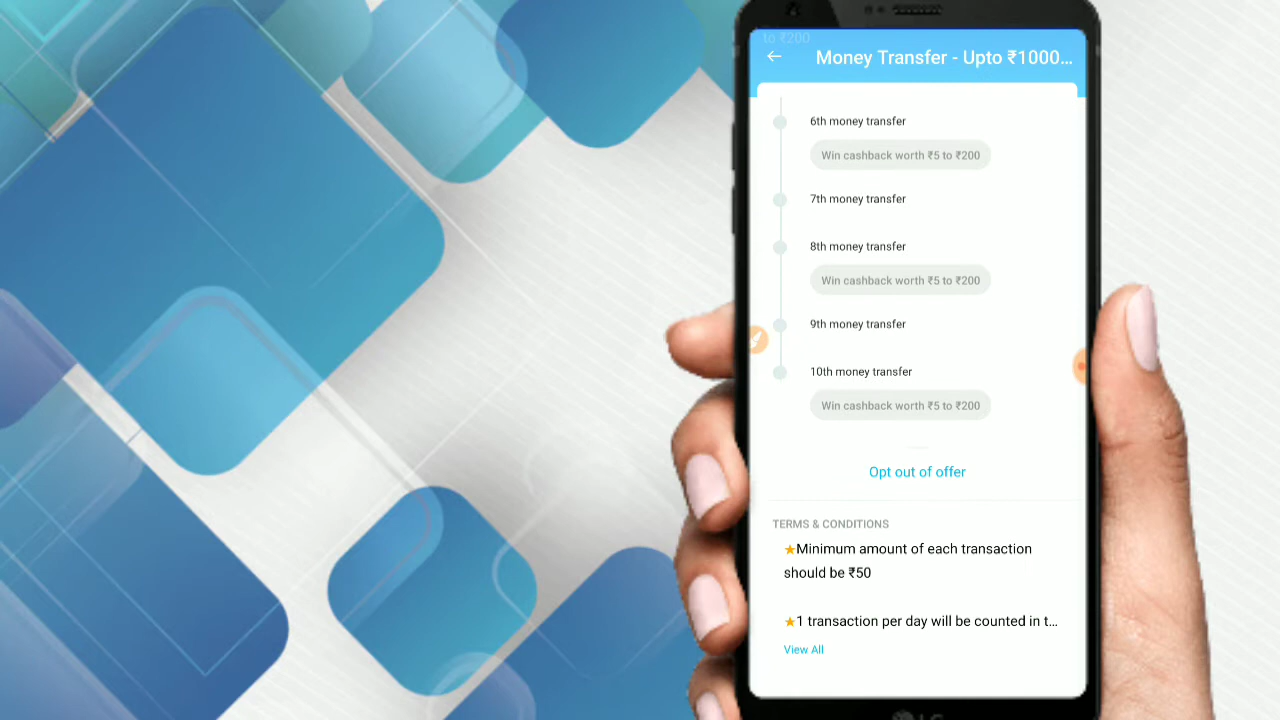 to ₹200
Money Transfer - Upto ₹1000...
6th money transfer
Win cashback worth ₹5 to ₹200
7th money transfer
8th money transfer
Win cashback worth ₹5 to ₹200
9th money transfer
10th money transfer
Win cashback worth ₹5 to ₹200
Opt out of offer
TERMS & CONDITIONS
★Minimum amount of each transaction
should be ₹50
★1 transaction per day will be counted in t...
View All
LG